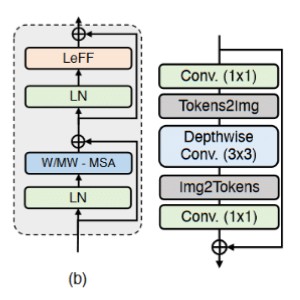 LeFF
LN
W/MW - MSA
LN
(b)
Conv. (1x1)
Tokens2Img
Depthwise
Conv. (3x3)
Img2Tokens
Conv. (1x1)